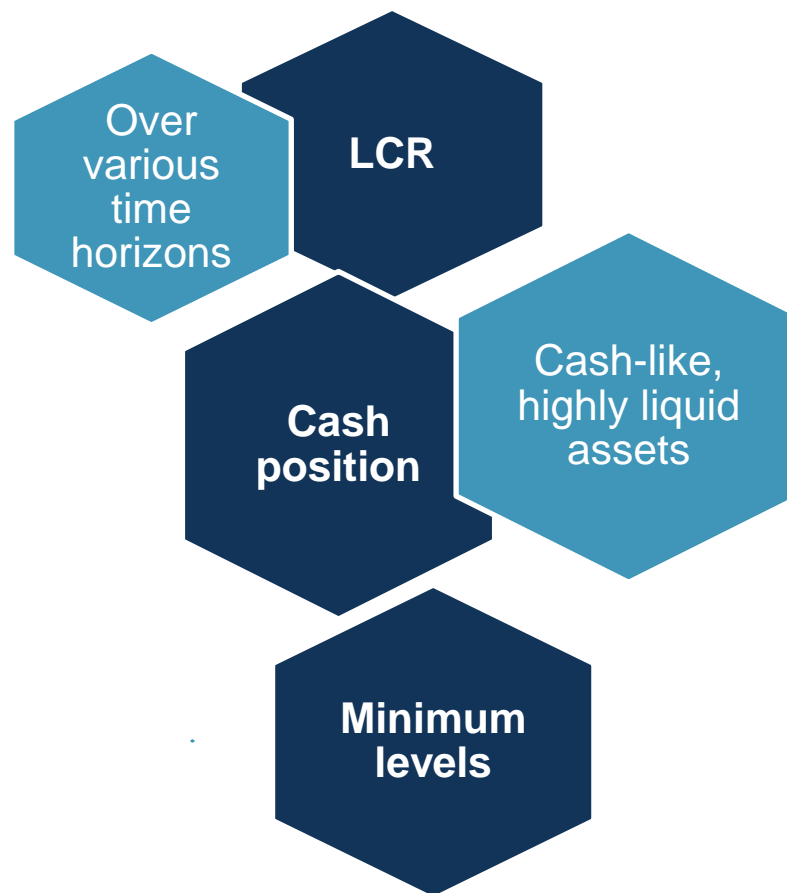 LCR
Over
various
time
horizons
Cash
position
Cash-like,
highly liquid
assets
Minimum
levels